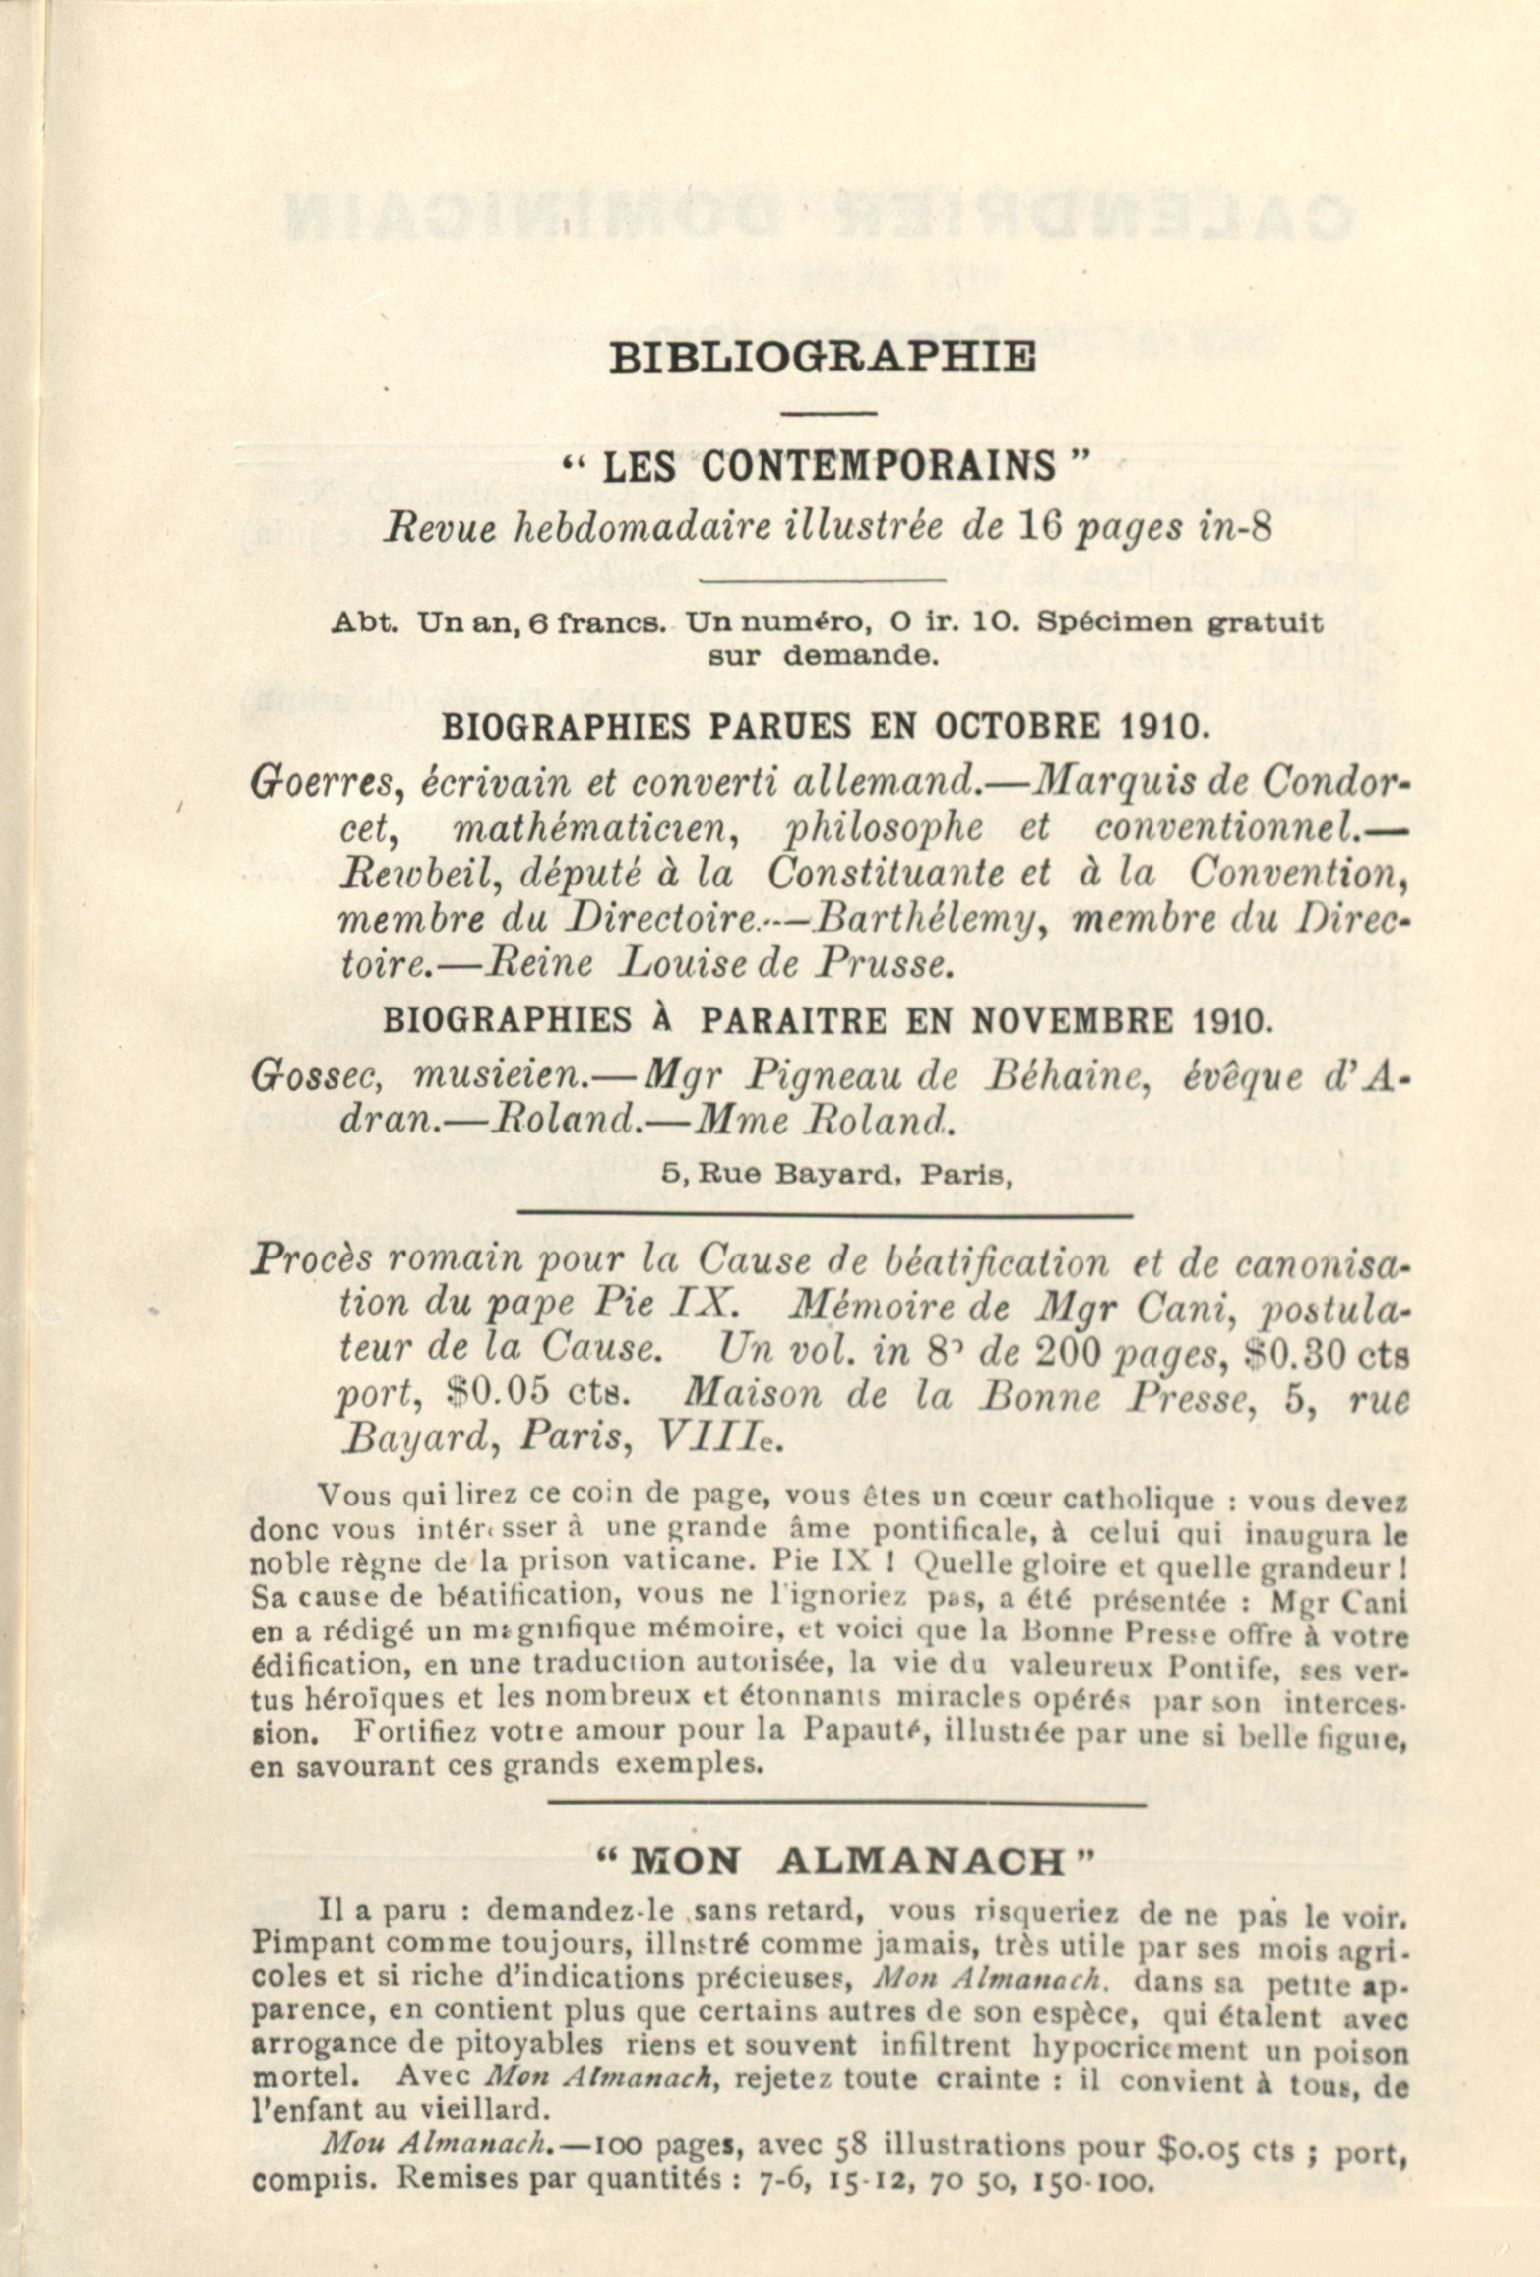 BIBLIOGRAPHIE
“ LES CONTEMPORAINS ”
Revue hebdomadaire illustrée de 16 pages in-8
Abt. Un an, 6 francs. Un numéro, O ir. 10. Spécimen gratuit
sur demande.
BIOGRAPHIES PARUES EN OCTOBRE 1910.
Goerres, écrivain et converti allemand.—Marquis de Condor-
cet, mathématicien, philosophe et conventionnel.—
Rewbeil, député à la Constituante et à la Convention,
membre du Directoire.--—Barthélemy, membre du Direc-
toire.—Reine Louise de Prusse.
BIOGRAPHIES À PARAITRE EN NOVEMBRE 1910.
Gossec, musieien.—Mgr Pigneau de Béhaine, évêque d'A-
dran.—Roland.—Mme Roland.
5, Rue Bayard, Paris,
Procès romain pour la Cause de béatification et de canonisa-
tion du pape Pie IX. Mémoire de Mgr Cani, postula-
teur de la Cause. Un vol. in 8° de 200 pages, $0.30 cts
port, $0.05 cts. Maison de la Bonne Presse, 5, rue
Bayard, Paris, VIIIe.
Vous qui lirez ce coin de page, vous êtes un cœur catholique : vous devez
donc vous intéresser à une grande âme pontificale, à celui qui inaugura le
noble règne de la prison vaticane. Pie IX ! Quelle gloire et quelle grandeur !
Sa cause de béatification, vous ne l'ignoriez pas, a été présentée : Mgr Cani
en a rédigé un magnifique mémoire, et voici que la Bonne Presse offre à votre
édification, en une traduction autorisée, la vie du valeureux Pontife, ses ver-
tus héroïques et les nombreux et étonnants miracles opérés par son interces-
sion. Fortifiez votre amour pour la Papauté, illustrée par une si belle figure,
en savourant ces grands exemples.
“ MON ALMANACH ”
Il a paru : demandez-le sans retard, vous risqueriez de ne pas le voir.
Pimpant comme toujours, illnstré comme jamais, très utile par ses mois agri-
coles et si riche d'indications précieuses, Mon Almanach. dans sa petite ap-
parence, en contient plus que certains autres de son espèce, qui étalent avec
arrogance de pitoyables riens et souvent infiltrent hypocricement un poison
mortel. Avec Mon Almanach, rejetez toute crainte : il convient à tous, de
l'enfant au vieillard.
Mou Almanach.—100 pages, avec 58 illustrations pour $0.05 cts ; port,
compris. Remises par quantités : 7-6, 15-12, 70 50, 150-100.